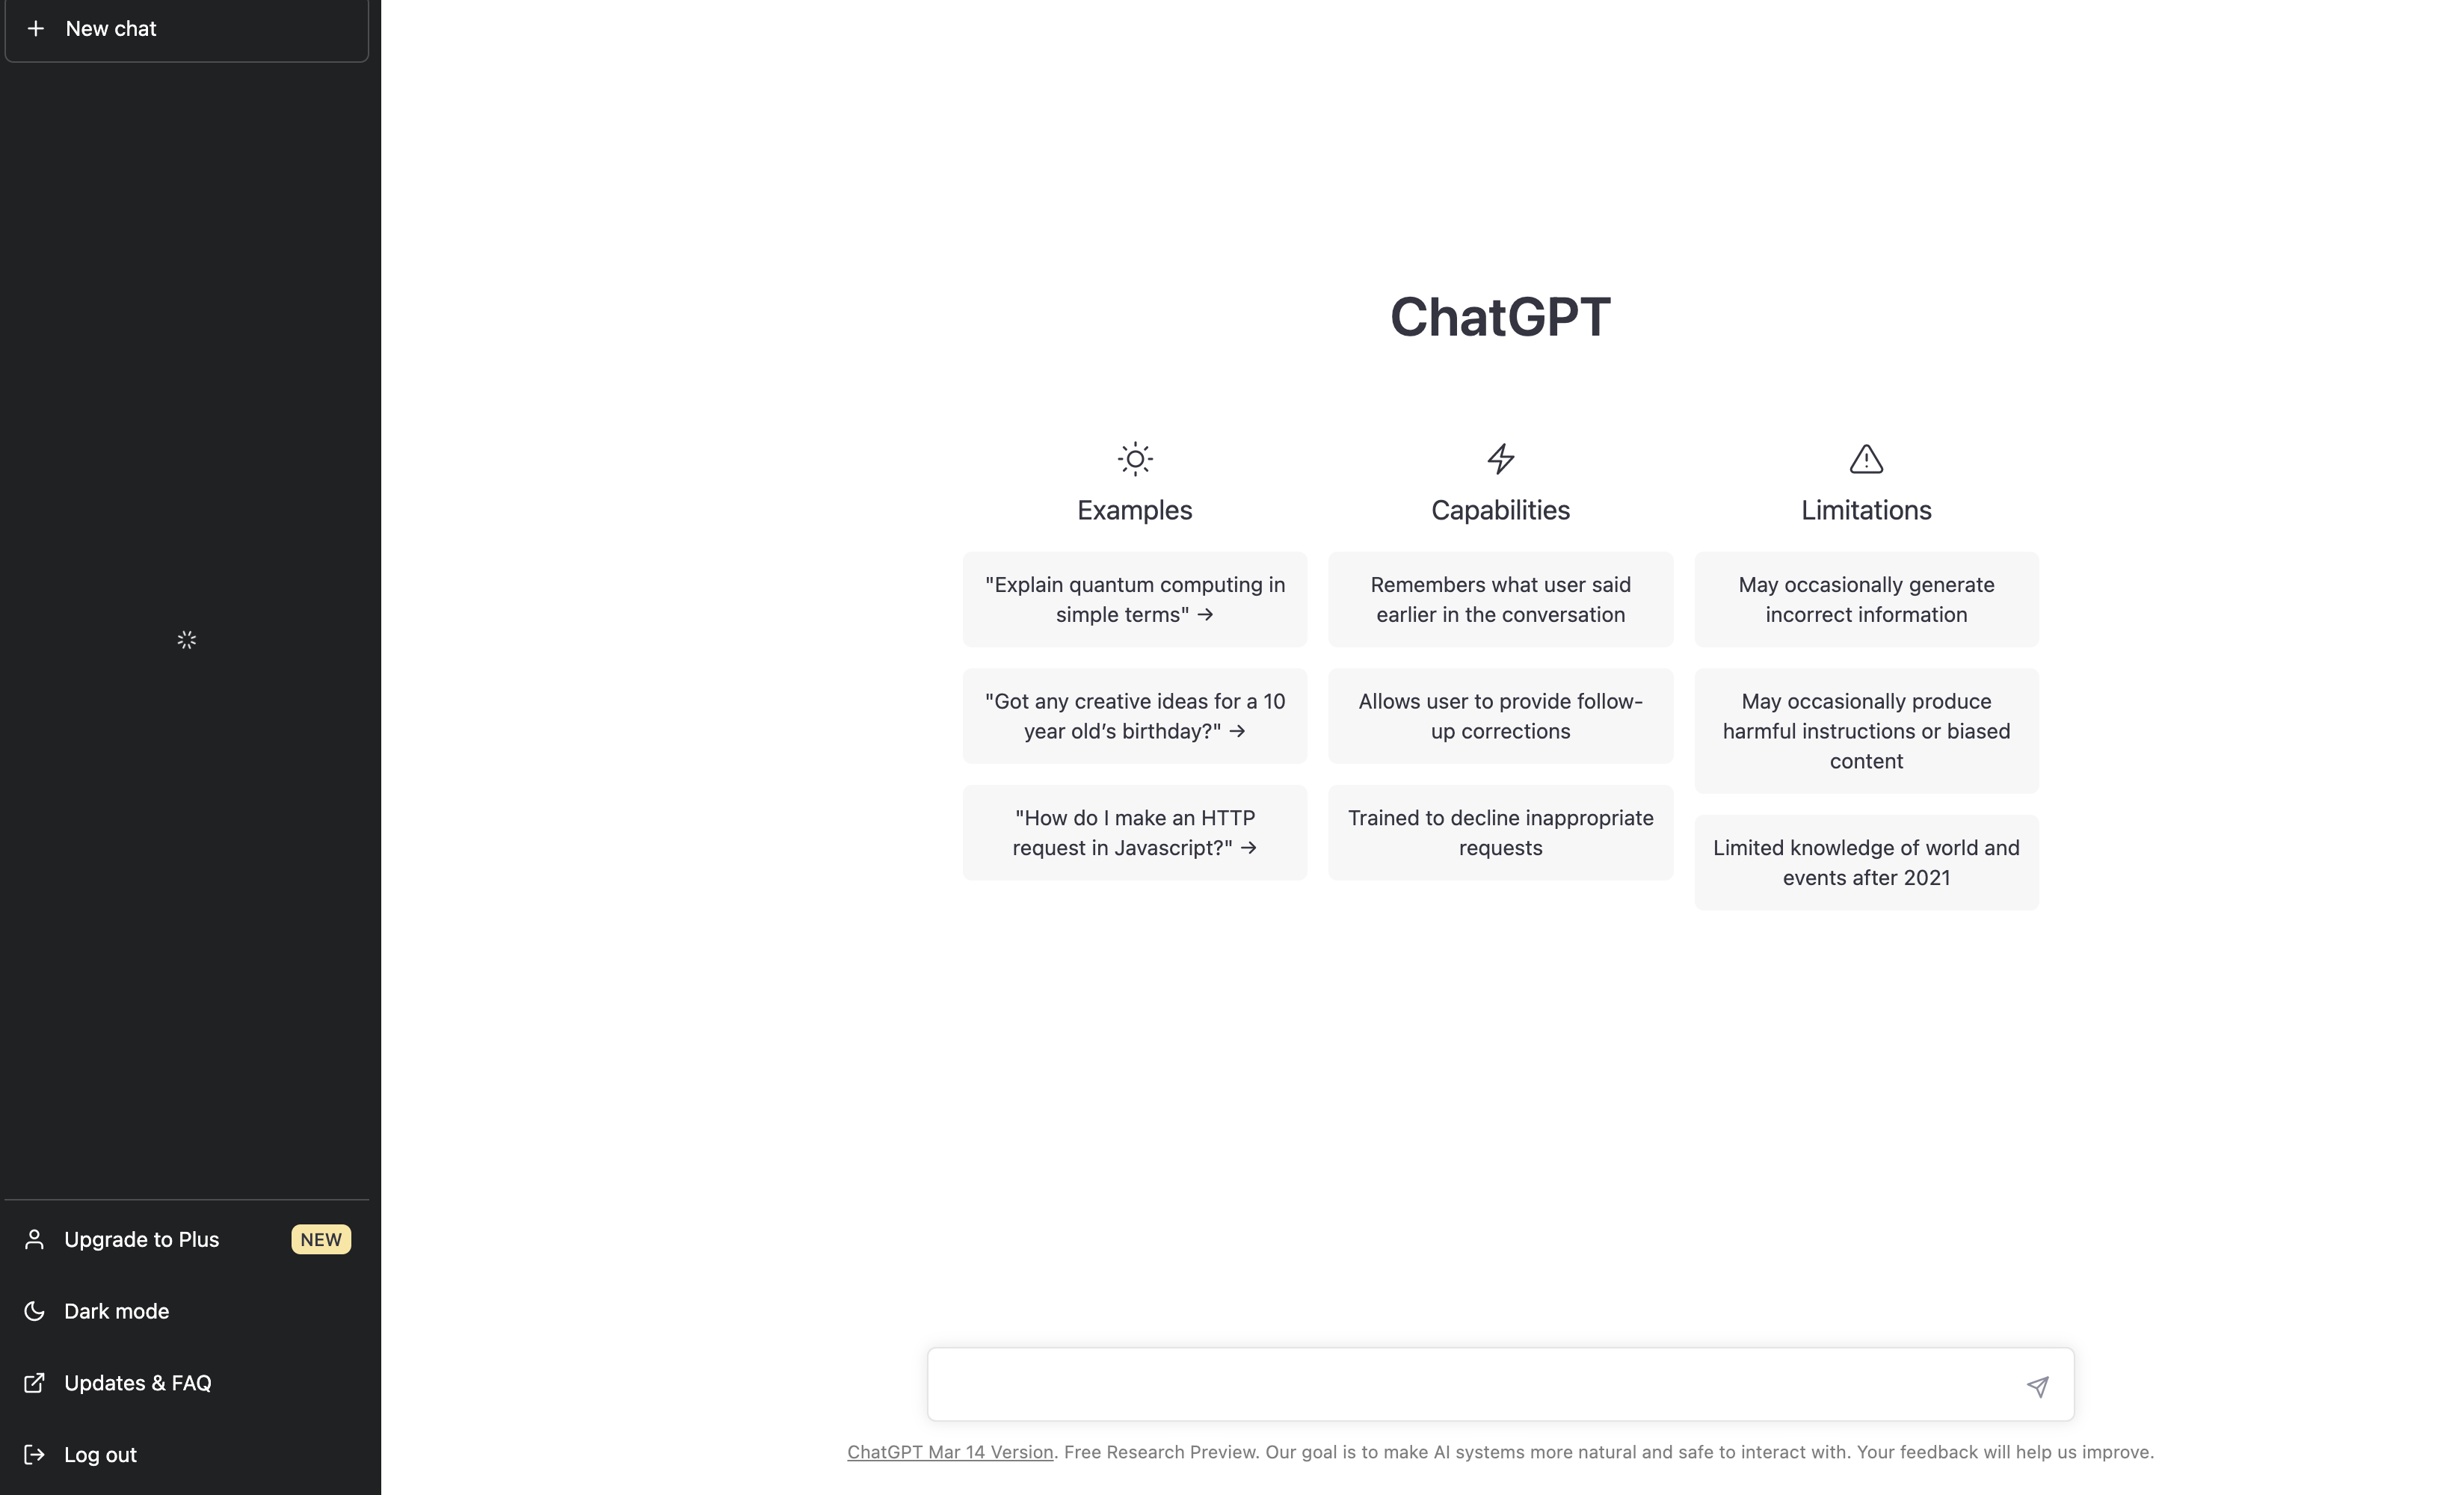 New chat
ChatGPT
Examples
"Explain quantum computing in
simple terms" →
"Got any creative ideas for a 10
year old’s birthday?" →
"How do I make an HTTP
request in Javascript?" →
Capabilities
Remembers what user said
earlier in the conversation
Allows user to provide follow-
up corrections
Trained to decline inappropriate
requests
Limitations
May occasionally generate
incorrect information
May occasionally produce
harmful instructions or biased
content
Limited knowledge of world and
events after 2021
Upgrade to Plus NEW
Dark mode
Updates & FAQ
Log out
ChatGPT Mar 14 Version. Free Research Preview. Our goal is to make AI systems more natural and safe to interact with. Your feedback will help us improve.